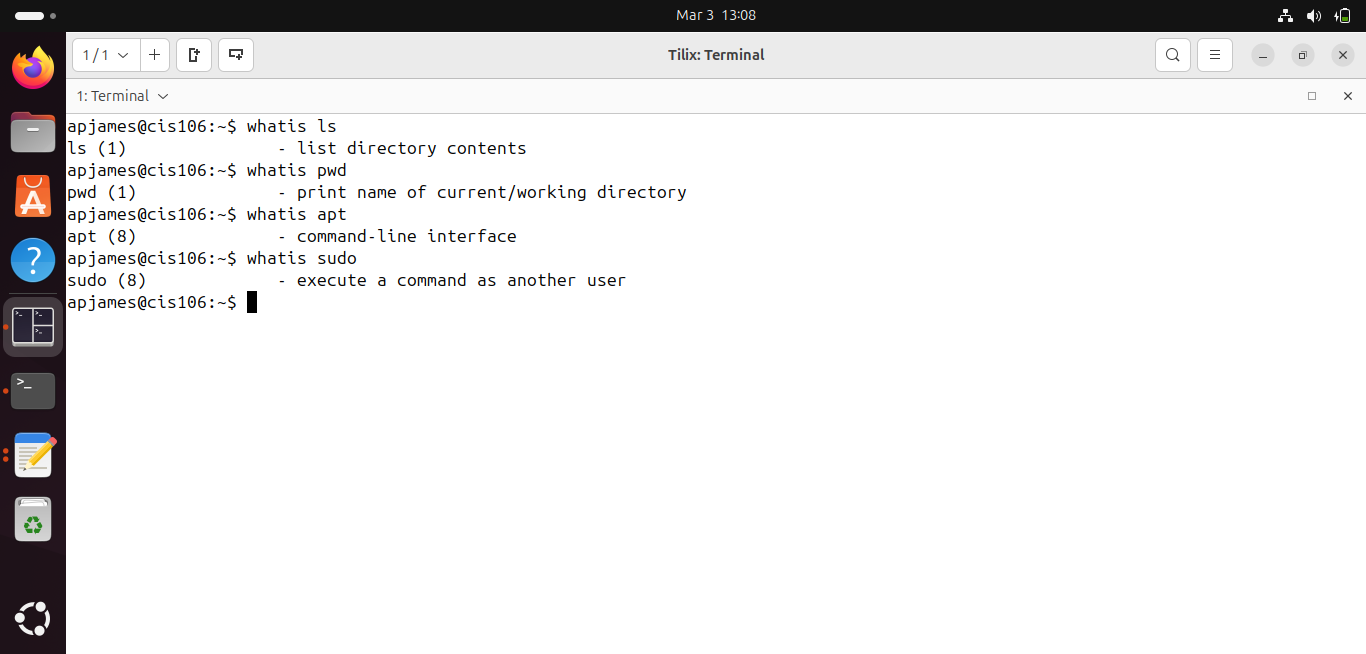 Mar 3 13:08
1 / 1
Tilix: Terminal
1: Terminal
apjames@cis106:~$ whatis ls
ls (1)               - list directory contents
apjames@cis106:~$ whatis pwd
pwd (1)              - print name of current/working directory
apjames@cis106:~$ whatis apt
apt (8)              - command-line interface
apjames@cis106:~$ whatis sudo
sudo (8)             - execute a command as another user
apjames@cis106:~$